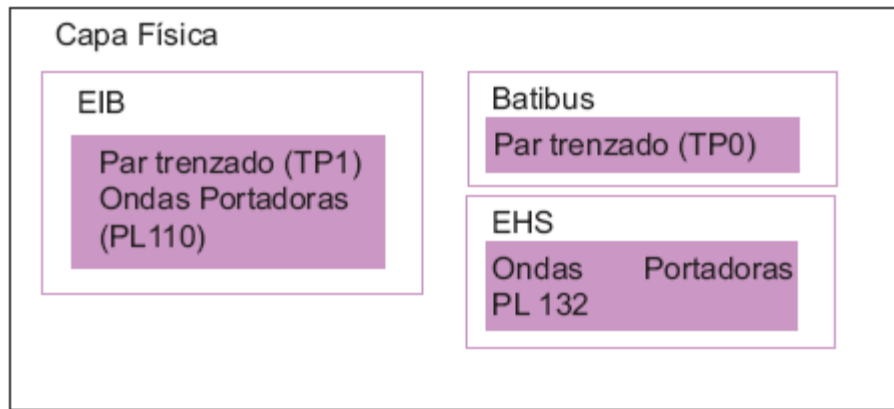 Capa Física
EIB
Par trenzado (TP1)
Ondas Portadoras
(PL110)
Batibus
Par trenzado (TP0)
EHS
Ondas Portadoras
PL 132